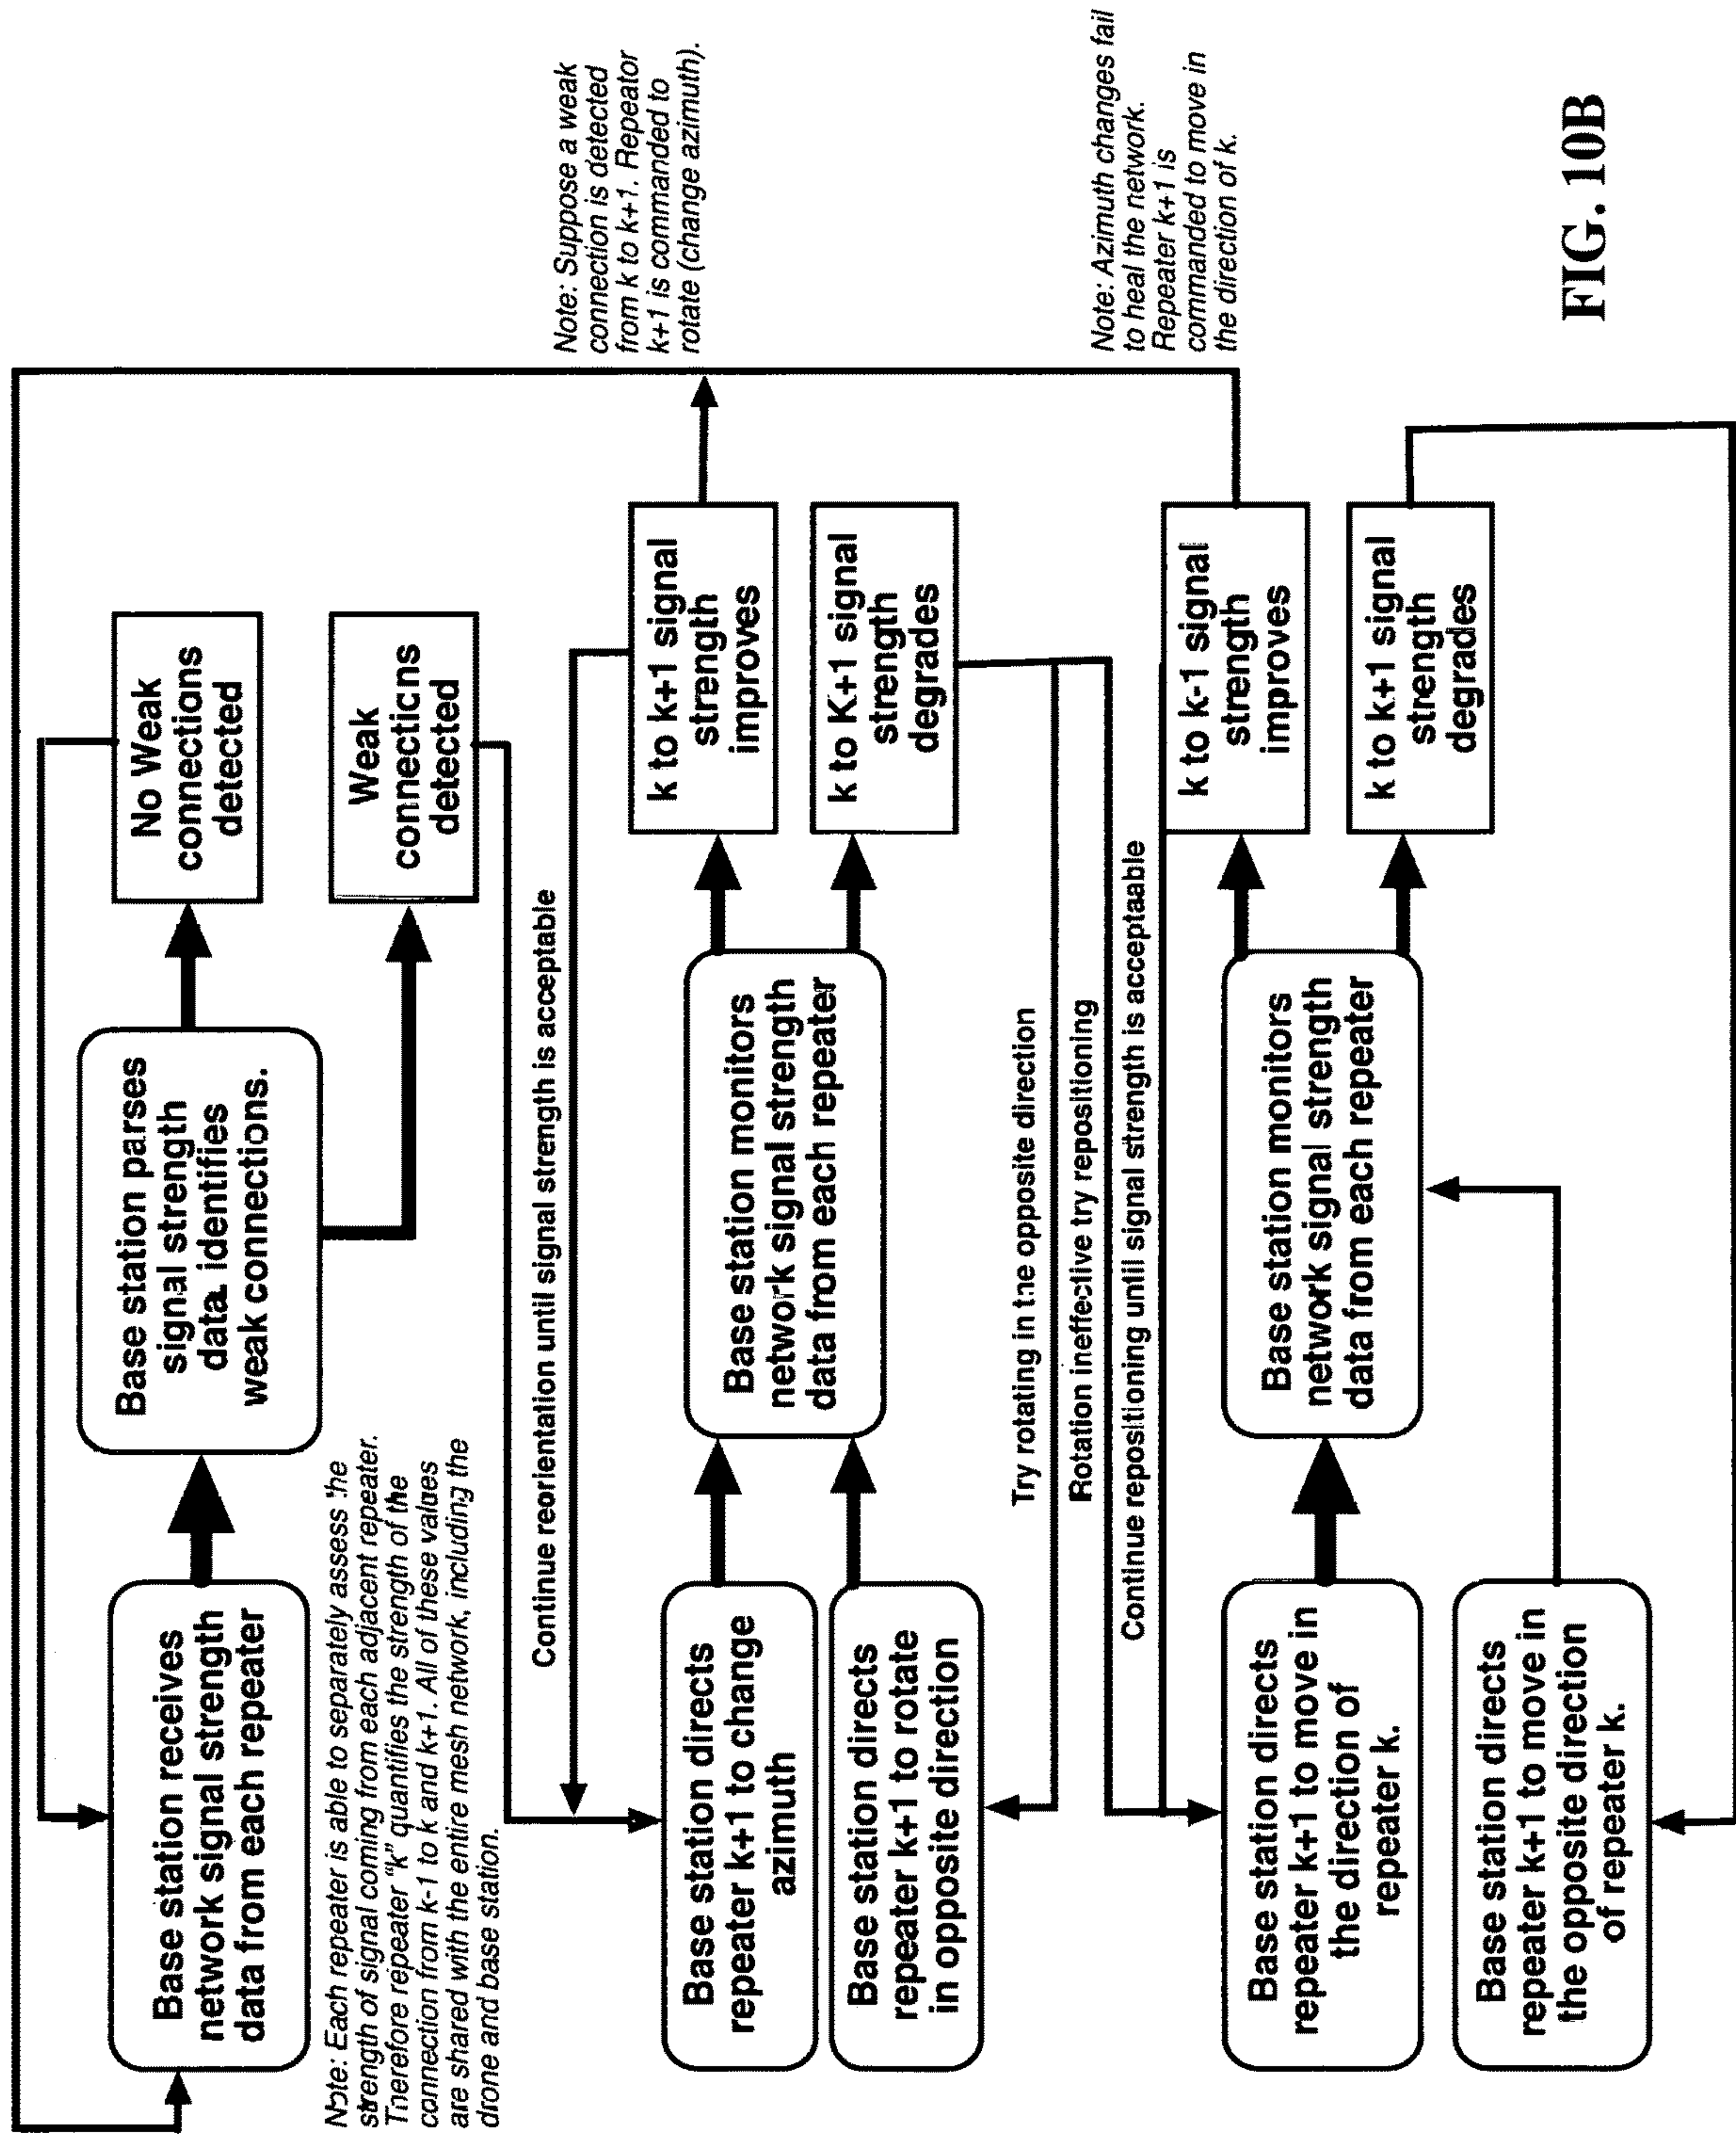 Base station receives
network signal strength
data from each repeater
Base station parses
signal strength
data. identifies
weak connections.
No Weak
connections
detected
Weak
connecticns
detected
Note: Each repeater is able to separately assess the
strength of signal coming from each adjacent repeater.
Therefore repeater "k" quantifies the strength of the
connection from k-1 to k and k+1. All of these values
are shared with the entire mesh network, including the
drone and base station.
Continue reorientation until signal strength is acceptable
Note: Suppose a weak
connection is detected
from k to k+1. Repeator
k+1 is commanded to
rotate (change azimuth).
Base station directs
repeater k+1 to change
azimuth
Base station directs
repeater k+1 to rotate
in opposite direction
Base station monitors
network signal strength
data from each repeater
k to k+1 signal
strength
improves
k to K+1 signal
strength
degrades
Try rotating in the opposite direction
Rotation ineffective try repositioning
Continue repositioning until signal strength is acceptaable
Note: Azimuth changes fail
to heal the network.
Repeater k+1 is
commanded to move in
the direction of k.
Base station directs
repeater k+1 to move in
the direction of
repeater k.
Base station directs
repeater k+1 to move in
the opposite direction
of repeater k.
Base station monitrs
network signal strength
data from each repeater
k to k-1 signal
strength
improves
k to k+1 signal
strength
degrades
FIG. 10B